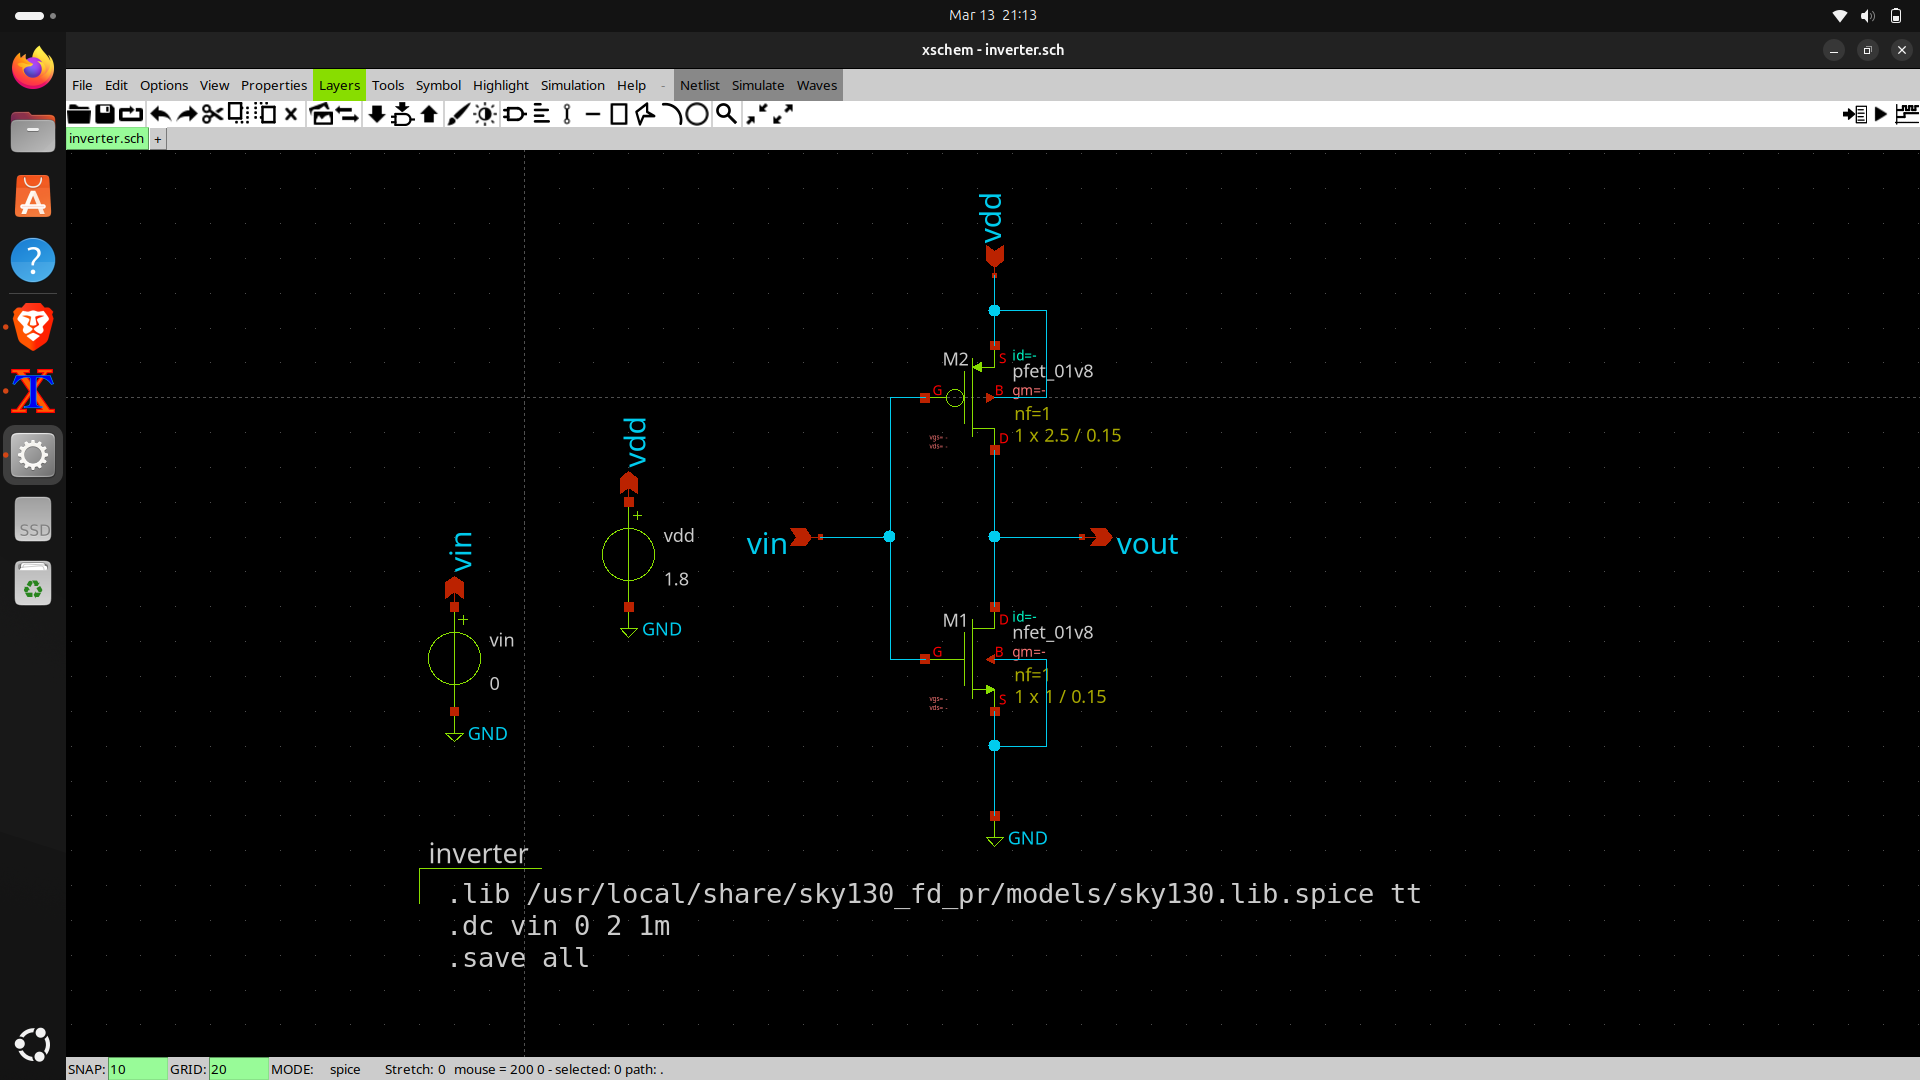 Mar 13 21:13
xschem - inverter.sch
File Edit Options View Properties Layers Tools Symbol Highlight Simulation Help - Netlist Simulate Waves
inverter.sch +
vdd
M2
S
id=-
pfet_01v8
G
B
gm=-
nf=1
D
1 x 2.5 / 0.15
vgs= -
vds= -
vdd
+
vdd
1.8
GND
vin
vout
vin
+
vin
0
GND
M1
D
id=-
nfet_01v8
G
B
gm=-
nf=1
S
1 x 1 / 0.15
vgs= -
vds= -
GND
inverter
.lib /usr/local/share/sky130_fd_pr/models/sky130.lib.spice tt
.dc vin 0 2 1m
.save all
SSD
SNAP: 10 GRID: 20 MODE: spice Stretch: 0 mouse = 200 0 - selected: 0 path: .